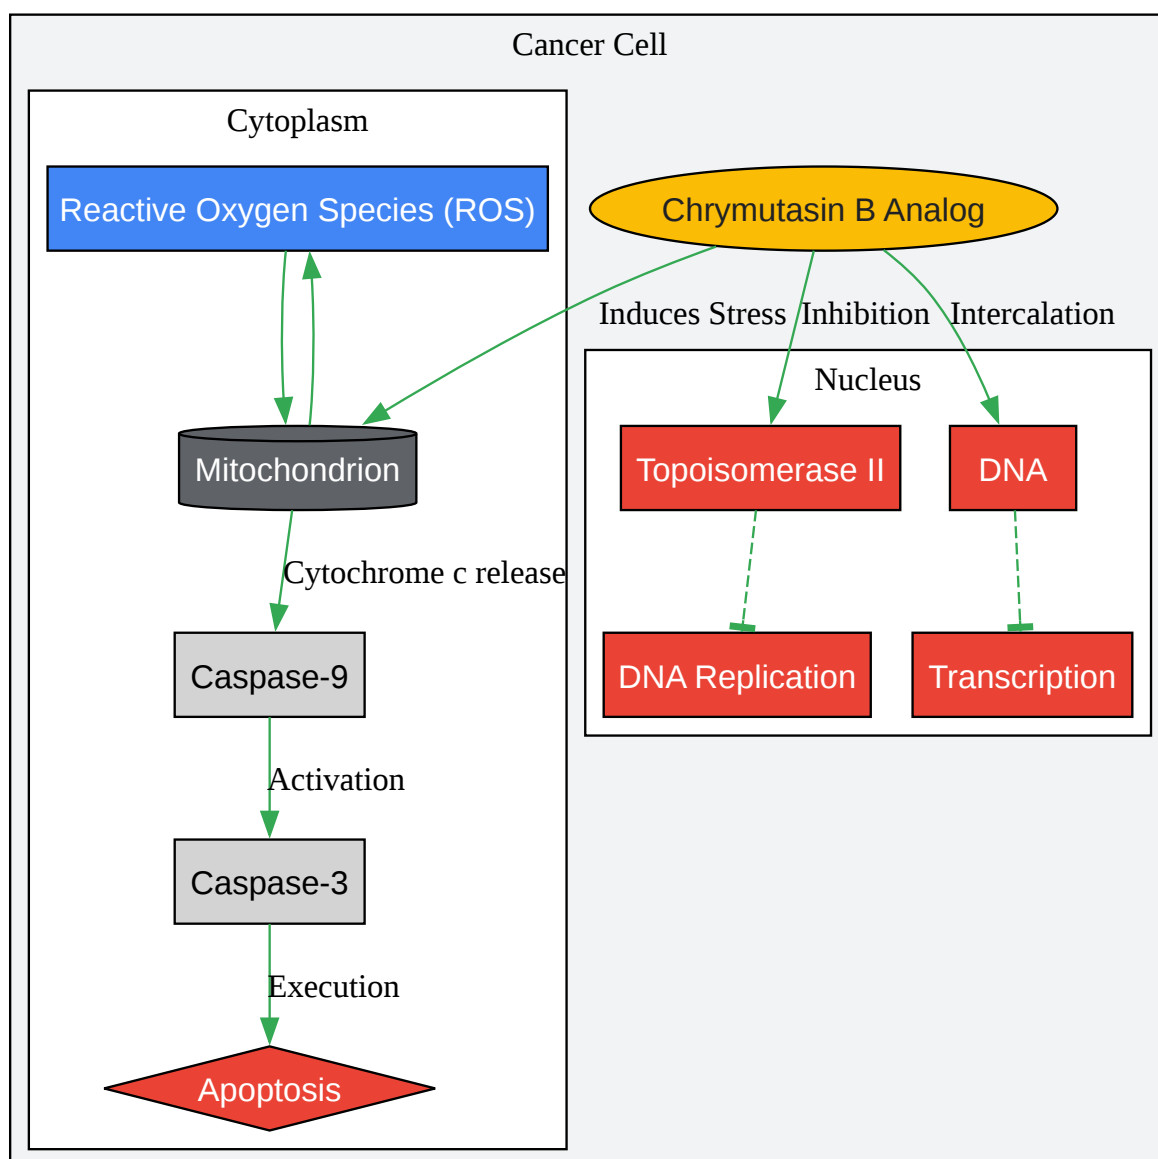 Cancer Cell
Cytoplasm
Reactive Oxygen Species (ROS)
Chrymutasin B Analog
Induces Stress
Inhibition
Intercalation
Nucleus
Mitochondrion
Topoisomerase II
DNA
Cytochrome c release
Caspase-9
DNA Replication
Transcription
Activation
Caspase-3
Execution
Apoptosis